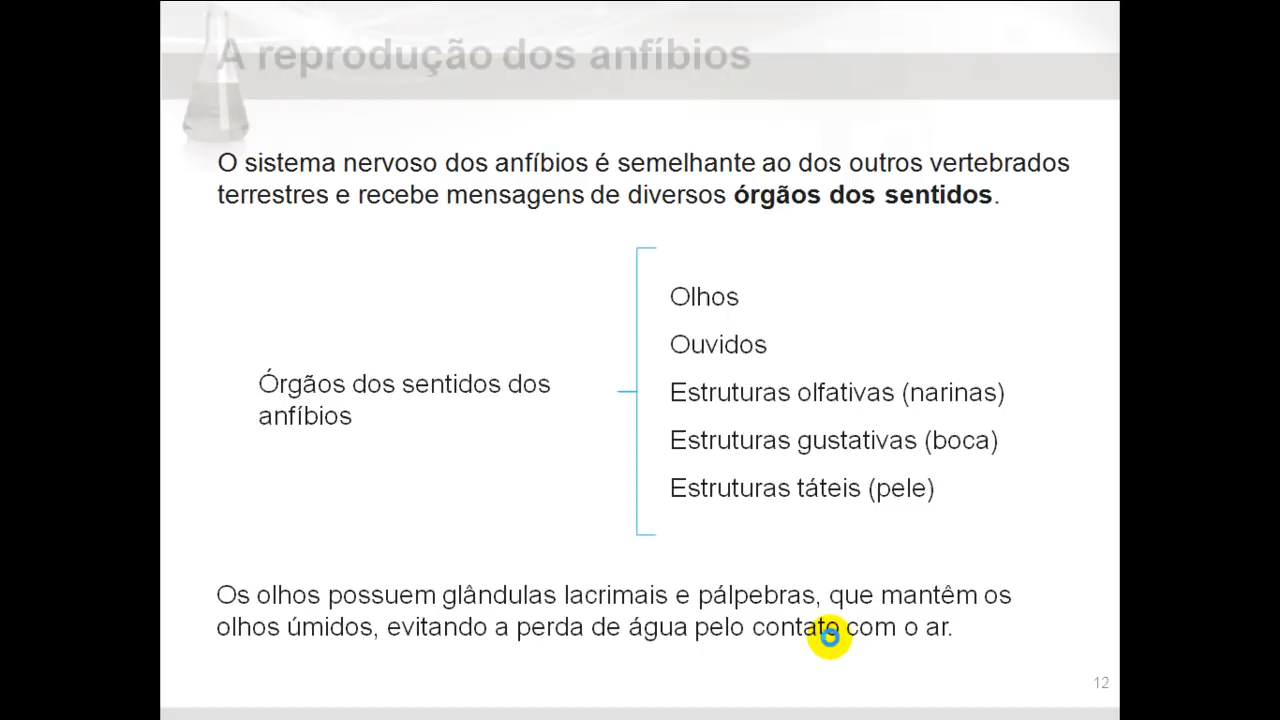 A reprodução dos anfíbios
O sistema nervoso dos anfíbios é semelhante ao dos outros vertebrados
terrestres e recebe mensagens de diversos órgãos dos sentidos.
Olhos
Ouvidos
Órgãos dos sentidos dos
anfíbios
Estruturas olfativas (narinas)
Estruturas gustativas (boca)
Estruturas táteis (pele)
Os olhos possuem glândulas lacrimais e pálpebras, que mantêm os
olhos úmidos, evitando a perda de água pelo contato com o ar.
12